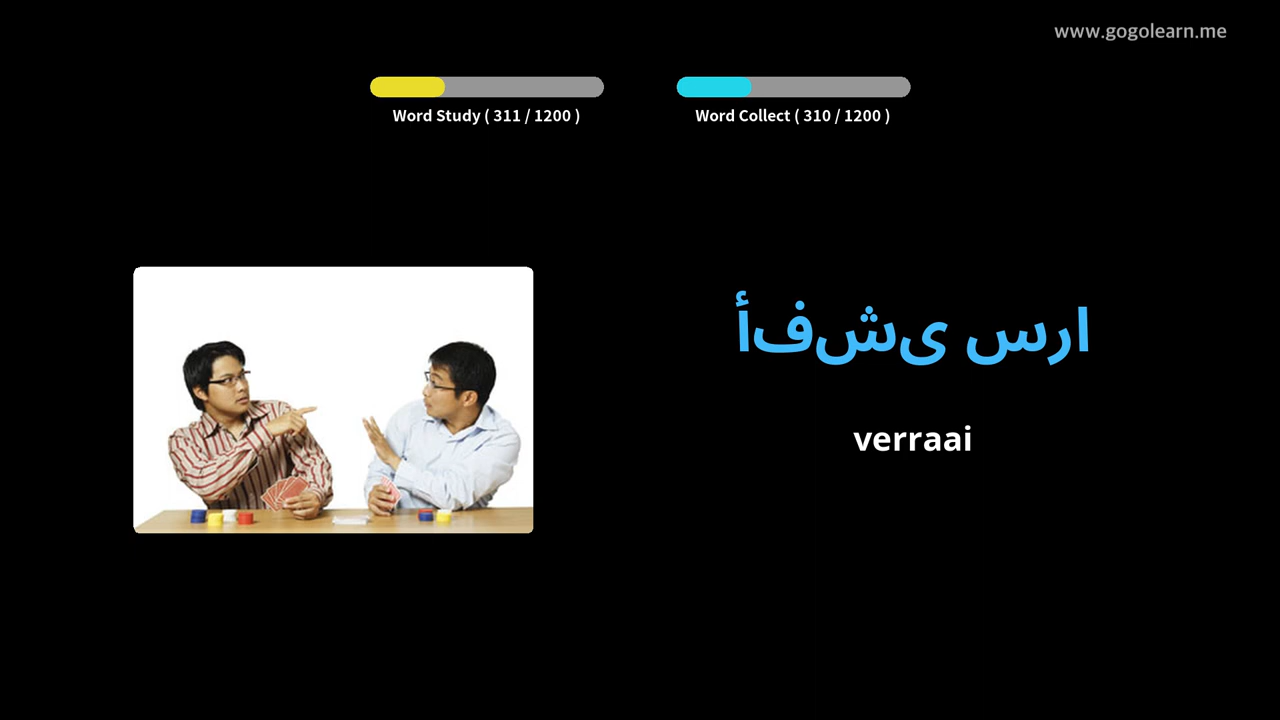 www.gogolearn.me
Word Study ( 311 / 1200 )
Word Collect ( 310 / 1200 )
ارس ىشفأ
verraai